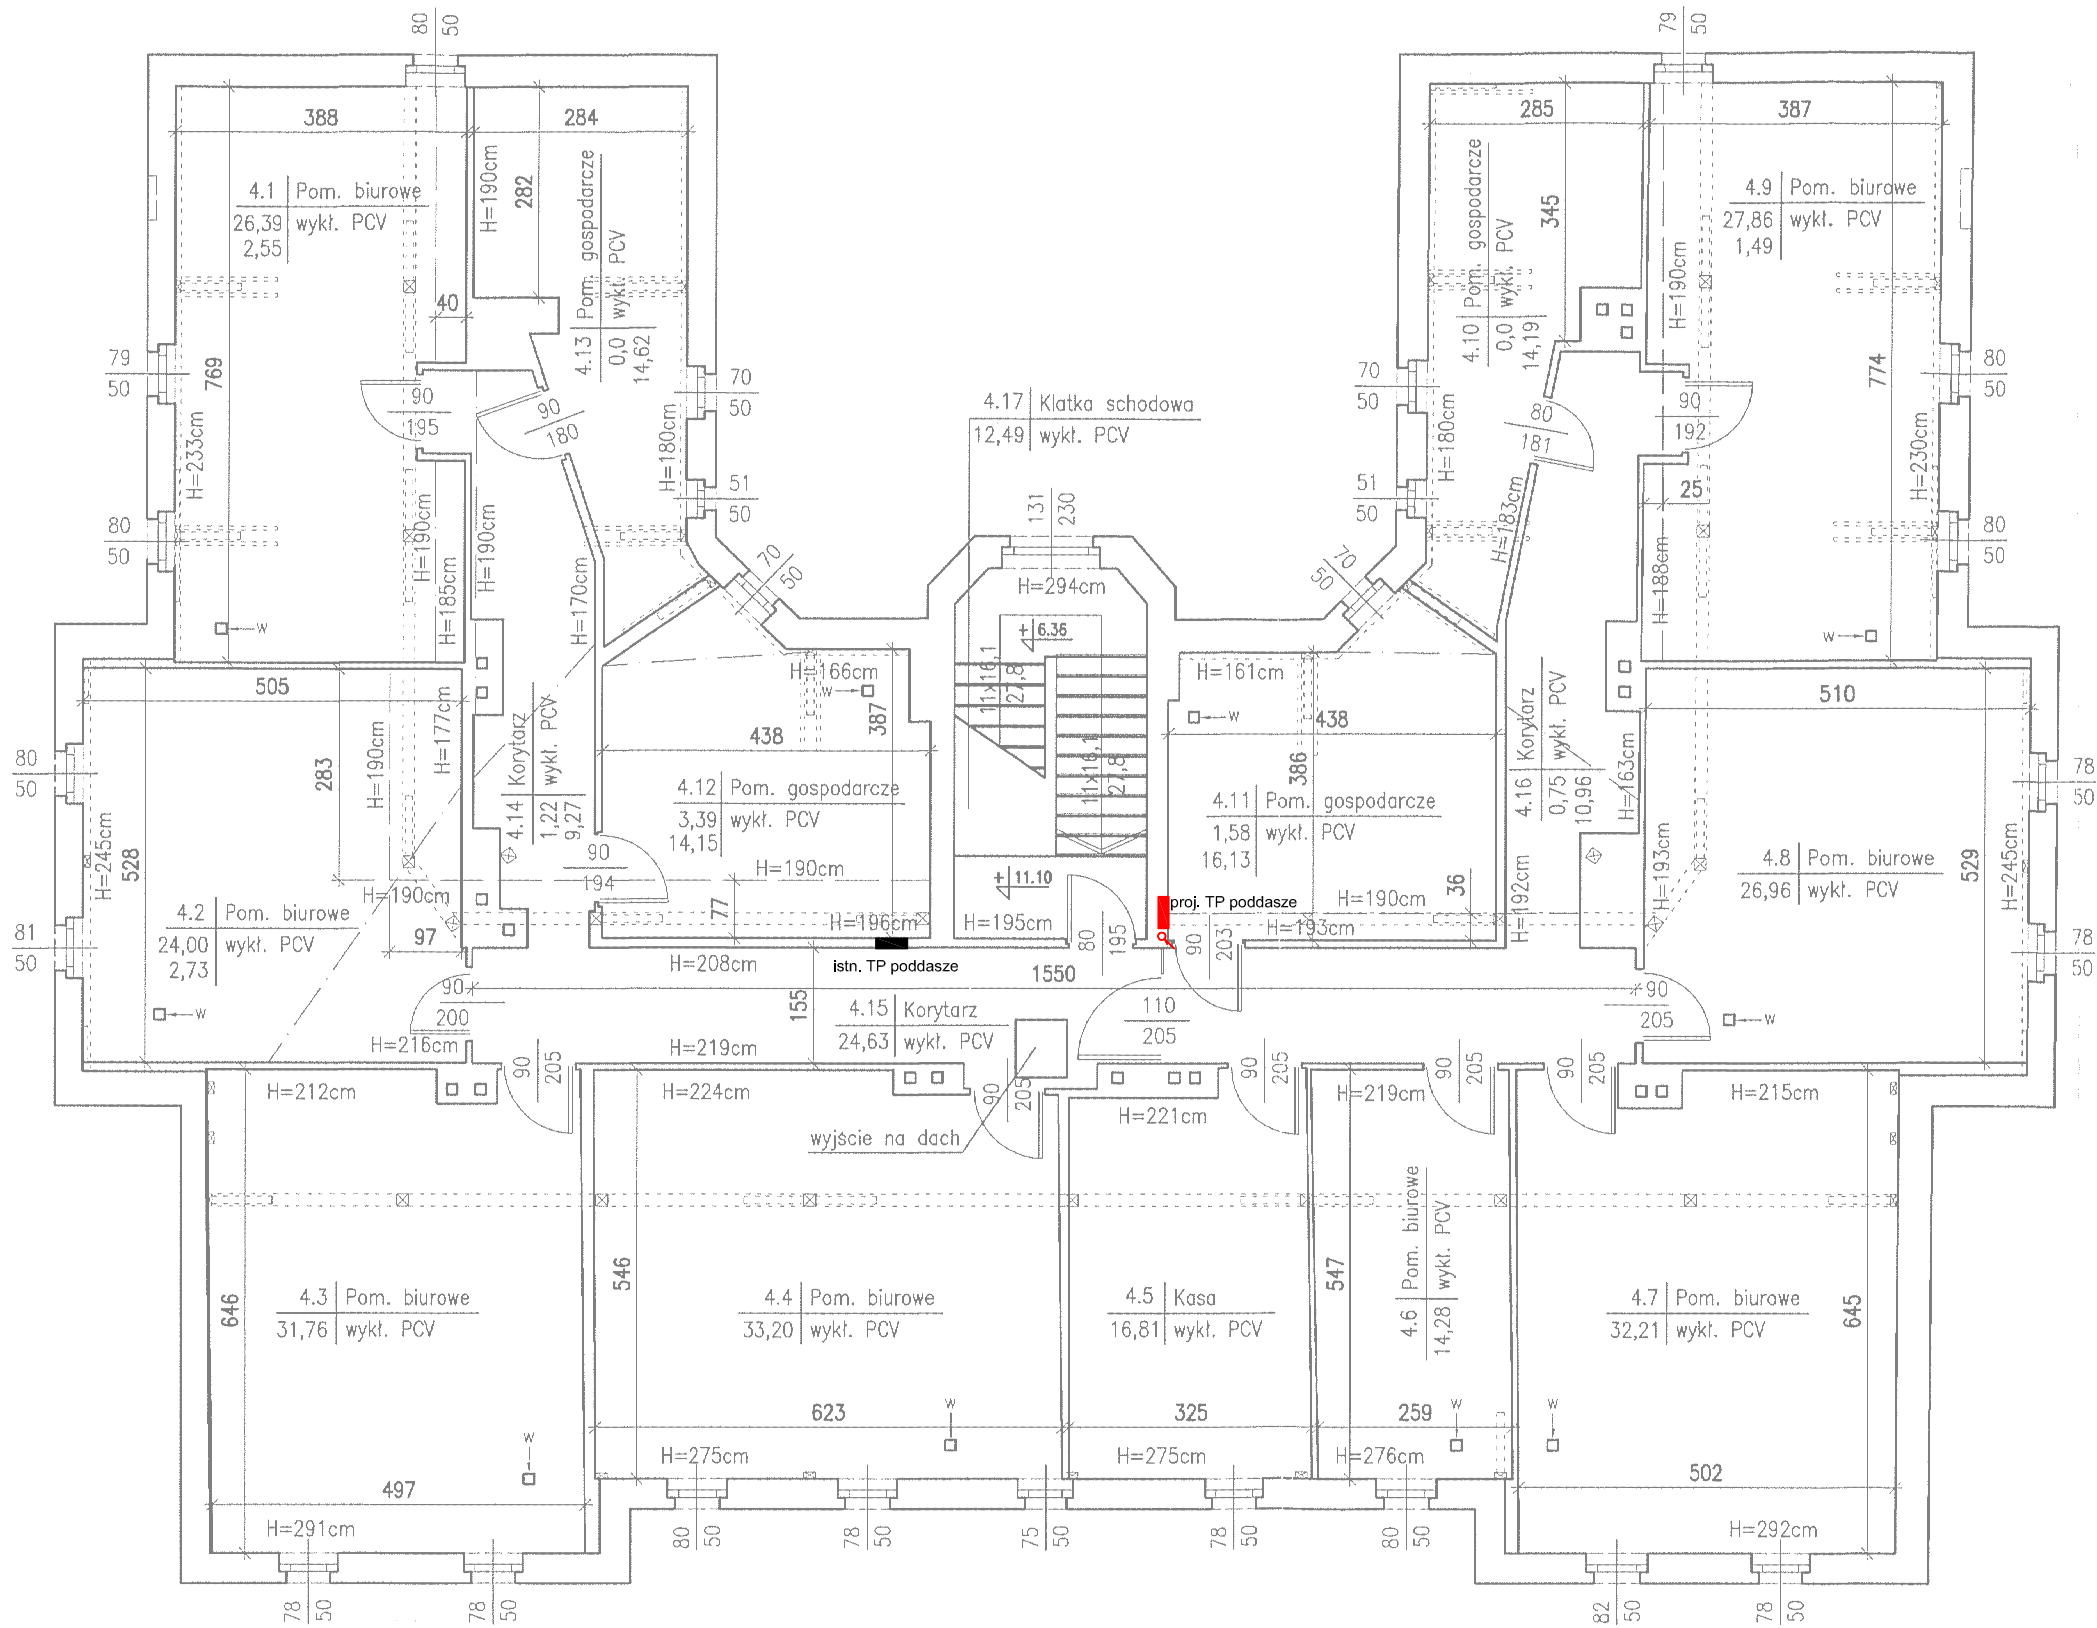 80
50
79
50
388
284
285
387
4.1 Pom. biurowe
26,39 wykł. PCV
2,55
H=190cm
282
4.13 Pom. gospodarcze
0,0 wykł. PCV
14,62
40
769
79
50
80
50
H=233cm
90
195
90
180
70
50
51
50
H=180cm
H=190cm
H=185cm
H=190cm
H=170cm
70
50
W
4.17 Klatka schodowa
12,49 wykł. PCV
131
230
H=294cm
+ 6.36
11x16,1
27,8
11x16,1
27,8
345
4.10 Pom. gospodarcze
0,0 wykł. PCV
14,19
4.9 Pom. biurowe
27,86 wykł. PCV
1,49
H=190cm
774
70
50
51
50
H=180cm
80
181
90
192
80
50
80
50
H=230cm
25
H=183cm
H=188cm
70
50
W
505
283
528
80
50
81
50
H=245cm
H=190cm
H=177cm
H=190cm
97
4.2 Pom. biurowe
24,00 wykł. PCV
2,73
W
4.14 Korytarz
1,22 wykł. PCV
9,27
H=166cm
W
387
438
4.12 Pom. gospodarcze
3,39 wykł. PCV
14,15
H=190cm
90
194
77
H=196cm
+ 11.10
H=195cm
80
195
H=161cm
W
438
386
4.11 Pom. gospodarcze
1,58 wykł. PCV
16,13
proj. TP poddasze
H=190cm
36
H=193cm
90
203
4.16 Korytarz
0,75 wykł. PCV
10,96
H=163cm
H=192cm
H=193cm
510
4.8 Pom. biurowe
26,96 wykł. PCV
529
H=245cm
78
50
78
50
W
istn. TP poddasze
H=208cm
1550
155
4.15 Korytarz
24,63 wykł. PCV
90
200
110
205
90
205
H=216cm
H=219cm
90
205
90
205
90
205
90
205
90
205
H=212cm
H=224cm
H=221cm
H=219cm
H=215cm
wyjście na dach
646
546
547
645
4.3 Pom. biurowe
31,76 wykł. PCV
4.4 Pom. biurowe
33,20 wykł. PCV
4.5 Kasa
16,81 wykł. PCV
4.6 Pom. biurowe
14,28 wykł. PCV
4.7 Pom. biurowe
32,21 wykł. PCV
W
W
W
W
623
325
259
497
502
H=275cm
H=275cm
H=276cm
H=291cm
H=292cm
80
50
78
50
75
50
78
50
80
50
78
50
78
50
82
50
78
50